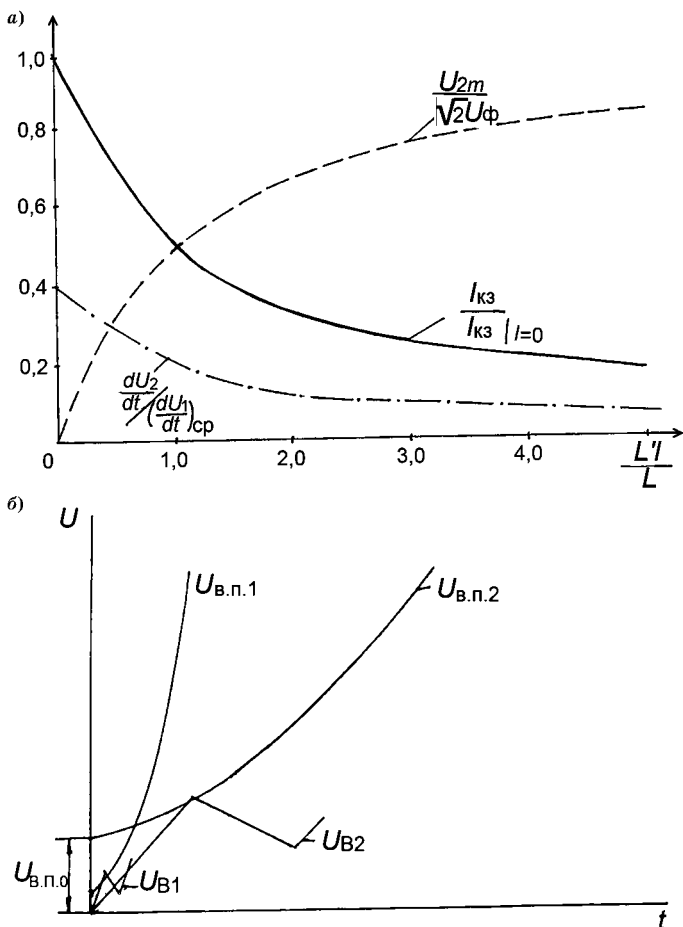 а)
1,0
U2m
√2Uф
0,8
0,6
0,4
Iкз
Iкз|l=0
0,2
dU2/dt / (dU1/dt)ср
0
1,0
2,0
3,0
4,0
L'l
L
б)
U
Uв.п.1
Uв.п.2
Uв.п.0
UВ1
UВ2
t